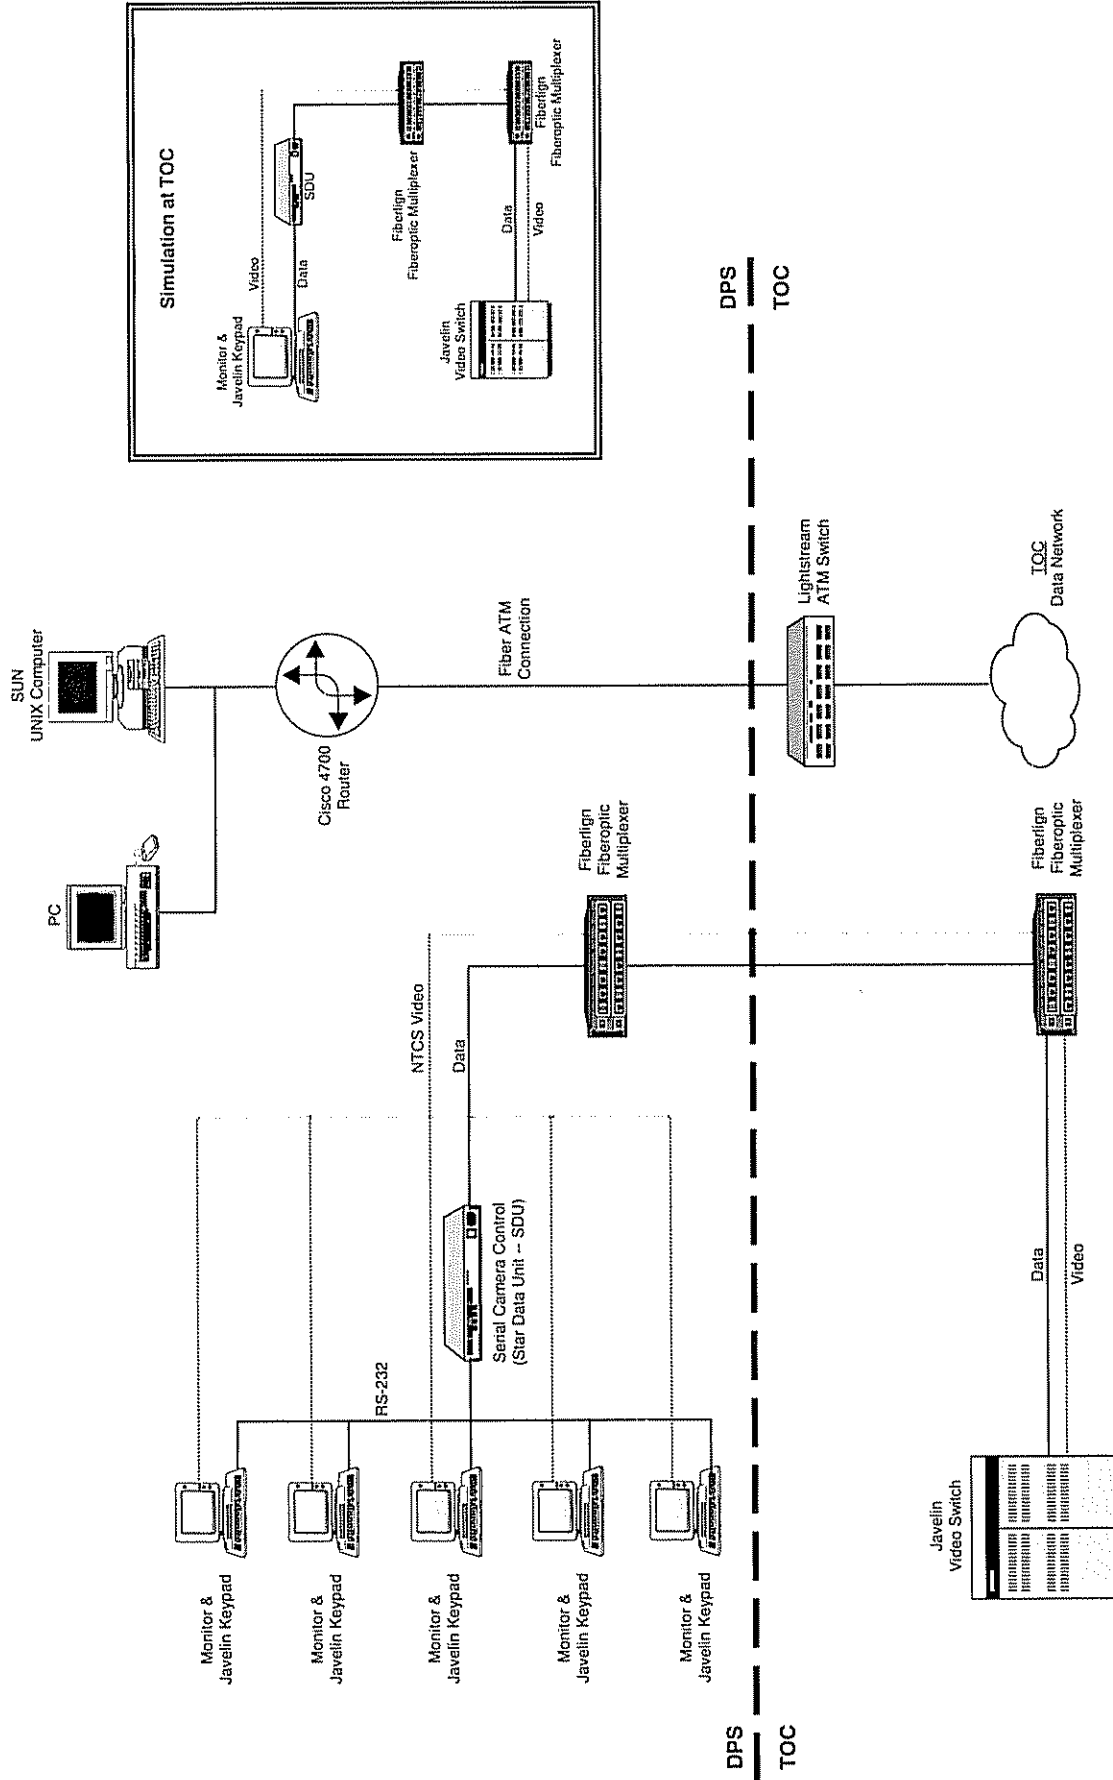 SUN
UNIX Computer
PC
Cisco 4700
Router
Fiber ATM
Connection
Lightstream
ATM Switch
TOC
Data Network
Simulation at TOC
Monitor &
Javelin Keypad
Video
Data
SDU
Fiberlign
Fiberoptic Multiplexer
Fiberlign
Fiberoptic Multiplexer
Data
Video
Javelin
Video Switch
DPS
TOC
Monitor &
Javelin Keypad
Monitor &
Javelin Keypad
Monitor &
Javelin Keypad
Monitor &
Javelin Keypad
Monitor &
Javelin Keypad
RS-232
NTCS Video
Data
Serial Camera Control
(Star Data Unit -- SDU)
Fiberlign
Fiberoptic
Multiplexer
DPS
TOC
Fiberlign
Fiberoptic
Multiplexer
Data
Video
Javelin
Video Switch